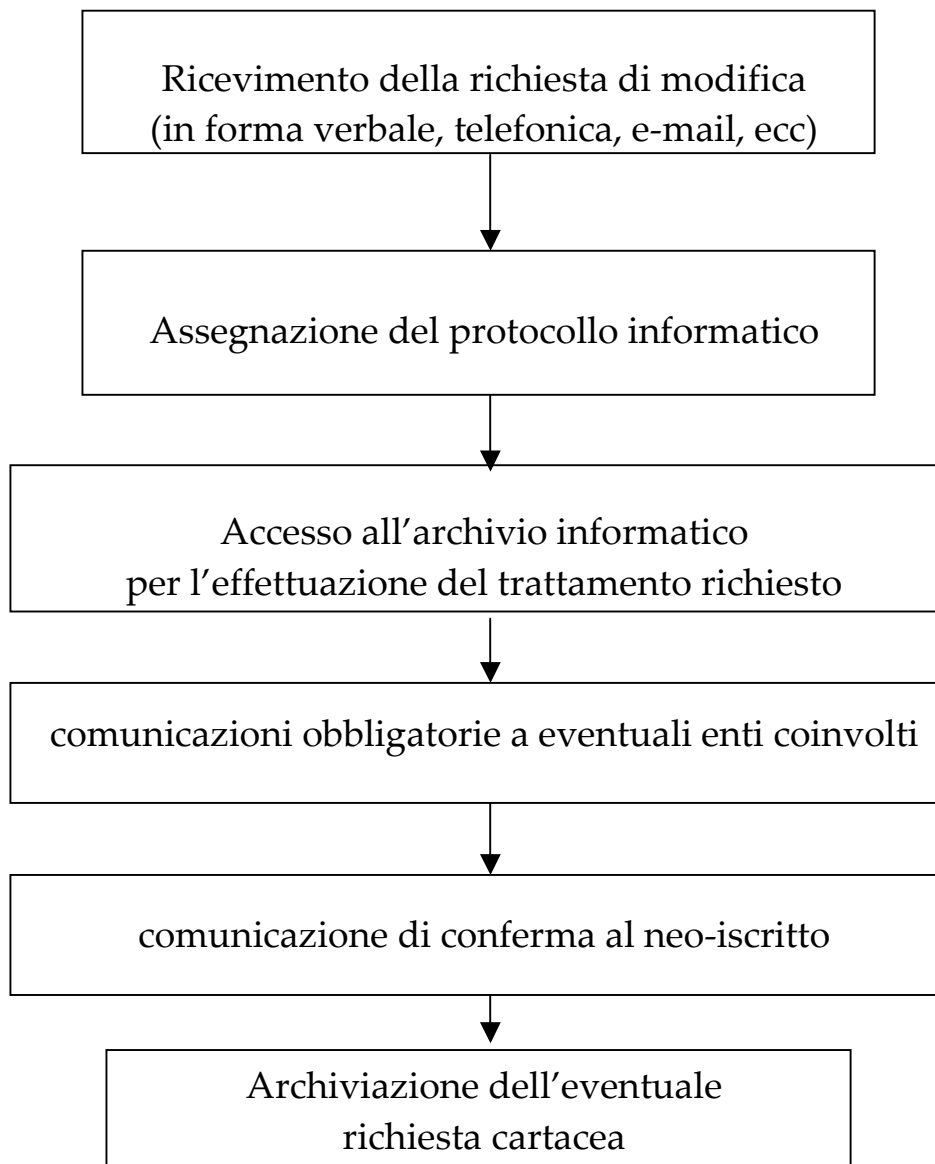 Ricevimento della richiesta di modifica
(in forma verbale, telefonica, e-mail, ecc)
Assegnazione del protocollo informatico
Accesso all’archivio informatico
per l’effettuazione del trattamento richiesto
comunicazioni obbligatorie a eventuali enti coinvolti
comunicazione di conferma al neo-iscritto
Archiviazione dell’eventuale
richiesta cartacea